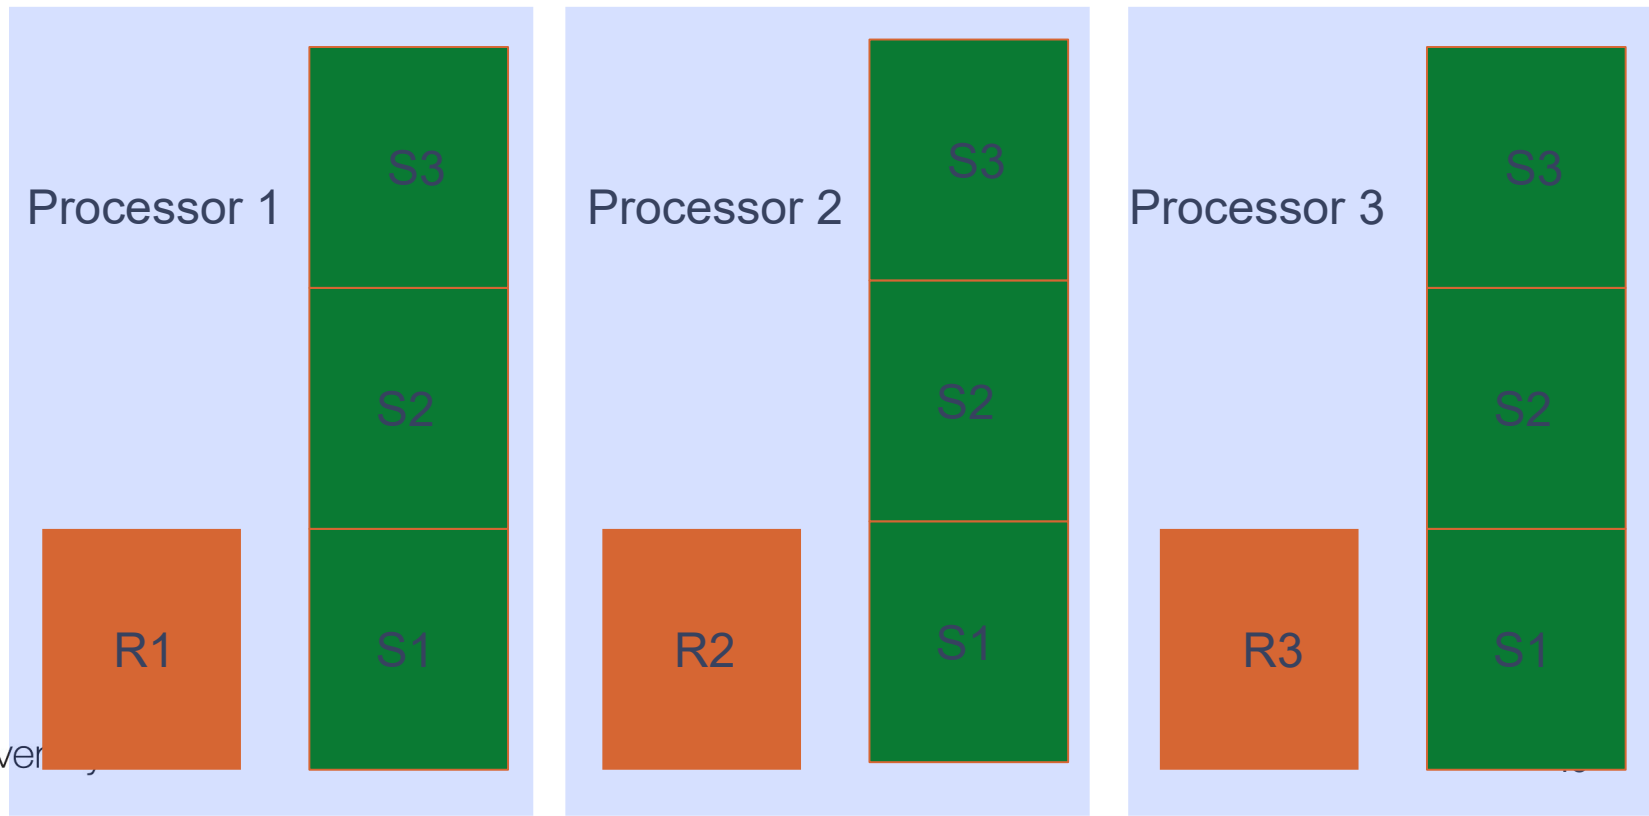 Processor 1
S3
S2
R1
S1
Processor 2
S3
S2
R2
S1
Processor 3
S3
S2
R3
S1